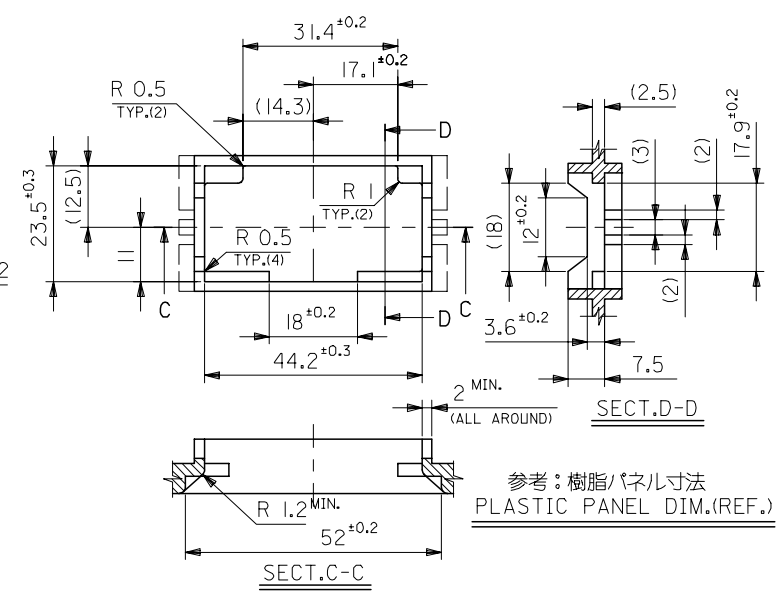 31.4±0.2
17.1±0.2
(14.3)
R 0.5
TYP.(2)
D
R 1
TYP.(2)
R 0.5
TYP.(4)
23.5±0.3
(12.5)
11
2
C
C
D
18±0.2
44.2±0.3
(2.5)
(3)
(2)
17.9±0.2
(18)
12±0.2
(2)
3.6±0.2
7.5
SECT.D-D
2 MIN.
(ALL AROUND)
R 1.2 MIN.
52±0.2
SECT.C-C
参考：樹脂パネル寸法
PLASTIC PANEL DIM.(REF.)